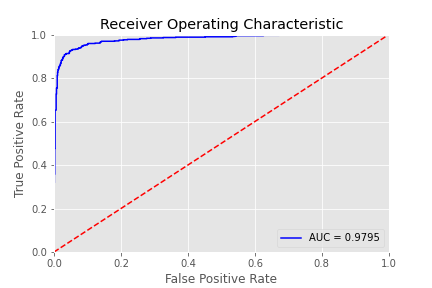 Receiver Operating Characteristic
1.0
0.8
0.6
0.4
0.2
0.0
True Positive Rate
AUC = 0.9795
0.0 0.2 0.4 0.6 0.8 1.0
False Positive Rate